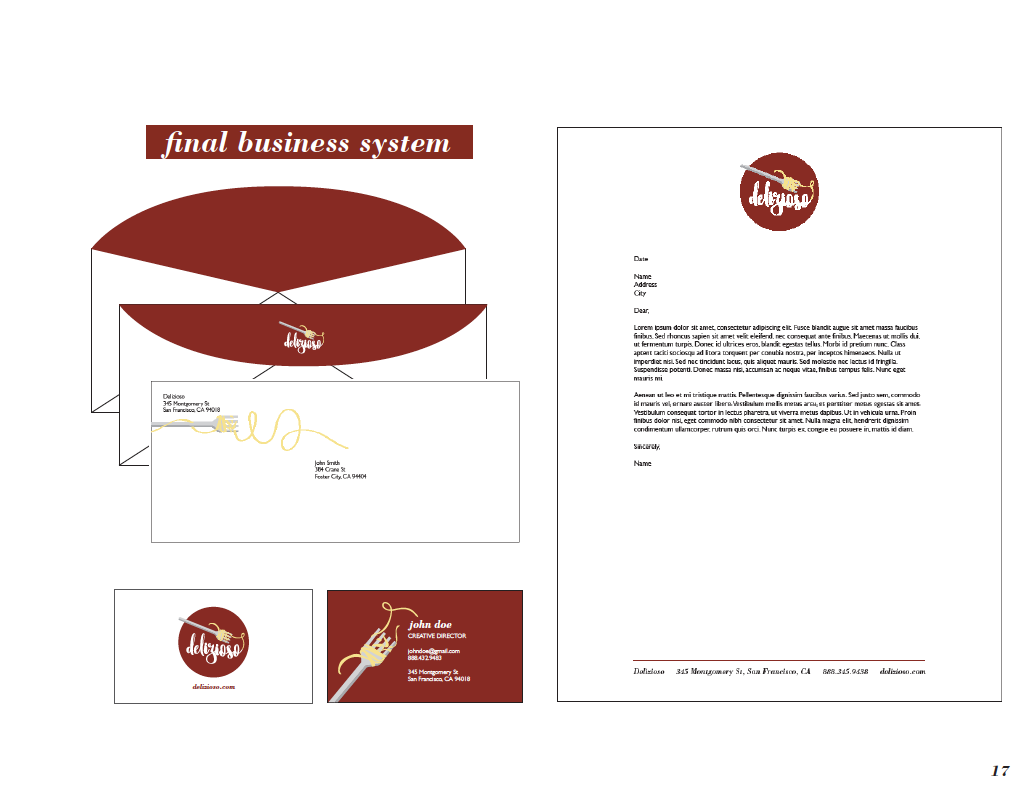 final business system
delizioso
Delizioso
345 Montgomery St
San Francisco, CA 94018
John Smith
384 Crane St
Foster City, CA 94404
delizioso
delizioso.com
john doe
CREATIVE DIRECTOR
johndoe@gmail.com
888.432.9483
345 Montgomery St
San Francisco, CA 94018
delizioso
Date
Name
Address
City
Dear,
Lorem ipsum dolor sit amet, consectetur adipiscing elit. Fusce blandit augue sit amet massa faucibus
finibus. Sed rhoncus sapien sit amet velit eleifend, nec consequat ante finibus. Maecenas ut mollis dui,
ut fermentum turpis. Donec id ultrices eros, blandit egestas tellus. Morbi id pretium nunc. Class
aptent taciti sociosqu ad litora torquent per conubia nostra, per inceptos himenaeos. Nulla ut
imperdiet nisl. Sed nec tincidunt lacus, quis aliquet mauris. Sed molestie nec lectus id fringilla.
Suspendisse potenti. Donec massa nisi, accumsan ac neque vitae, finibus tempus felis. Nunc eget
mauris mi.
Aenean ut leo et mi tristique mattis. Pellentesque dignissim faucibus varius. Sed justo sem, commodo
id mauris vel, ornare auctor libero. Vestibulum mollis metus arcu, et porttitor metus egestas sit amet.
Vestibulum consequat tortor in lectus pharetra, ut viverra metus dapibus. Ut in vehicula urna. Proin
finibus dolor nisi, eget commodo nibh consectetur sit amet. Nulla magna elit, hendrerit dignissim
condimentum ullamcorper, rutrum quis orci. Nunc turpis ex, congue eu posuere in, mattis id diam.
Sincerely,
Name
Delizioso 345 Montgomery St, San Francisco, CA 888.345.9438 delizioso.com
17